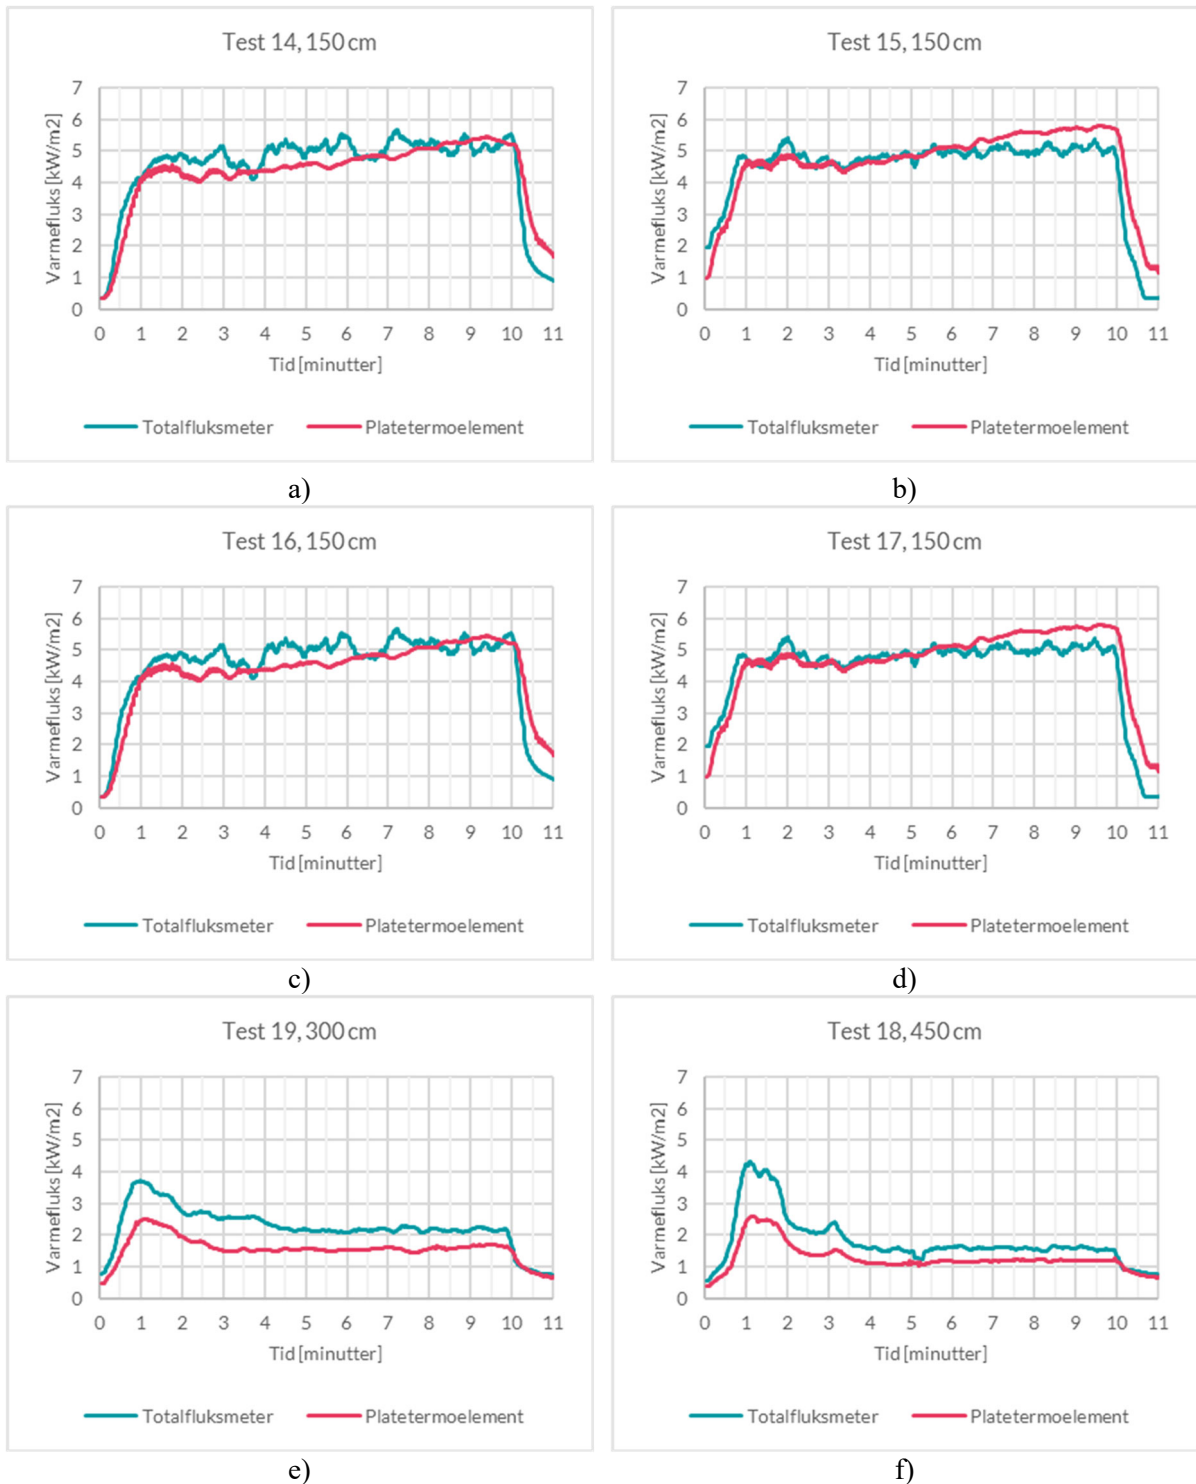 Test 14, 150 cm
Varmefluks [kW/m2]
7
6
5
4
3
2
1
0
0 1 2 3 4 5 6 7 8 9 10 11
Tid [minutter]
Totalfluksmeter Platetermoelement
a)
Test 15, 150 cm
Varmefluks [kW/m2]
7
6
5
4
3
2
1
0
0 1 2 3 4 5 6 7 8 9 10 11
Tid [minutter]
Totalfluksmeter Platetermoelement
b)
Test 16, 150 cm
Varmefluks [kW/m2]
7
6
5
4
3
2
1
0
0 1 2 3 4 5 6 7 8 9 10 11
Tid [minutter]
Totalfluksmeter Platetermoelement
c)
Test 17, 150 cm
Varmefluks [kW/m2]
7
6
5
4
3
2
1
0
0 1 2 3 4 5 6 7 8 9 10 11
Tid [minutter]
Totalfluksmeter Platetermoelement
d)
Test 19, 300 cm
Varmefluks [kW/m2]
7
6
5
4
3
2
1
0
0 1 2 3 4 5 6 7 8 9 10 11
Tid [minutter]
Totalfluksmeter Platetermoelement
e)
Test 18, 450 cm
Varmefluks [kW/m2]
7
6
5
4
3
2
1
0
0 1 2 3 4 5 6 7 8 9 10 11
Tid [minutter]
Totalfluksmeter Platetermoelement
f)